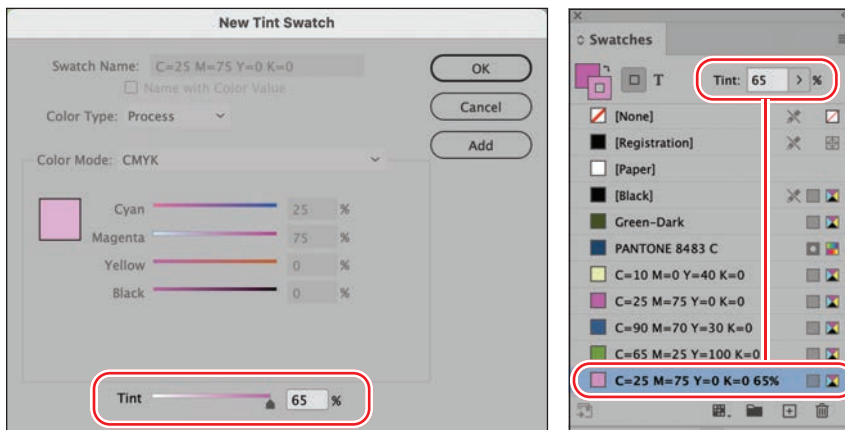 New Tint Swatch
Swatch Name: C=25 M=75 Y=0 K=0
Name with Color Value
Color Type: Process
Color Mode: CMYK
Cyan 25 %
Magenta 75 %
Yellow 0 %
Black 0 %
Tint 65 %
OK
Cancel
Add
Swatches
T Tint: 65 > %
[None]
[Registration]
[Paper]
[Black]
Green-Dark
PANTONE 8483 C
C=10 M=0 Y=40 K=0
C=25 M=75 Y=0 K=0
C=90 M=70 Y=30 K=0
C=65 M=25 Y=100 K=0
C=25 M=75 Y=0 K=0 65%